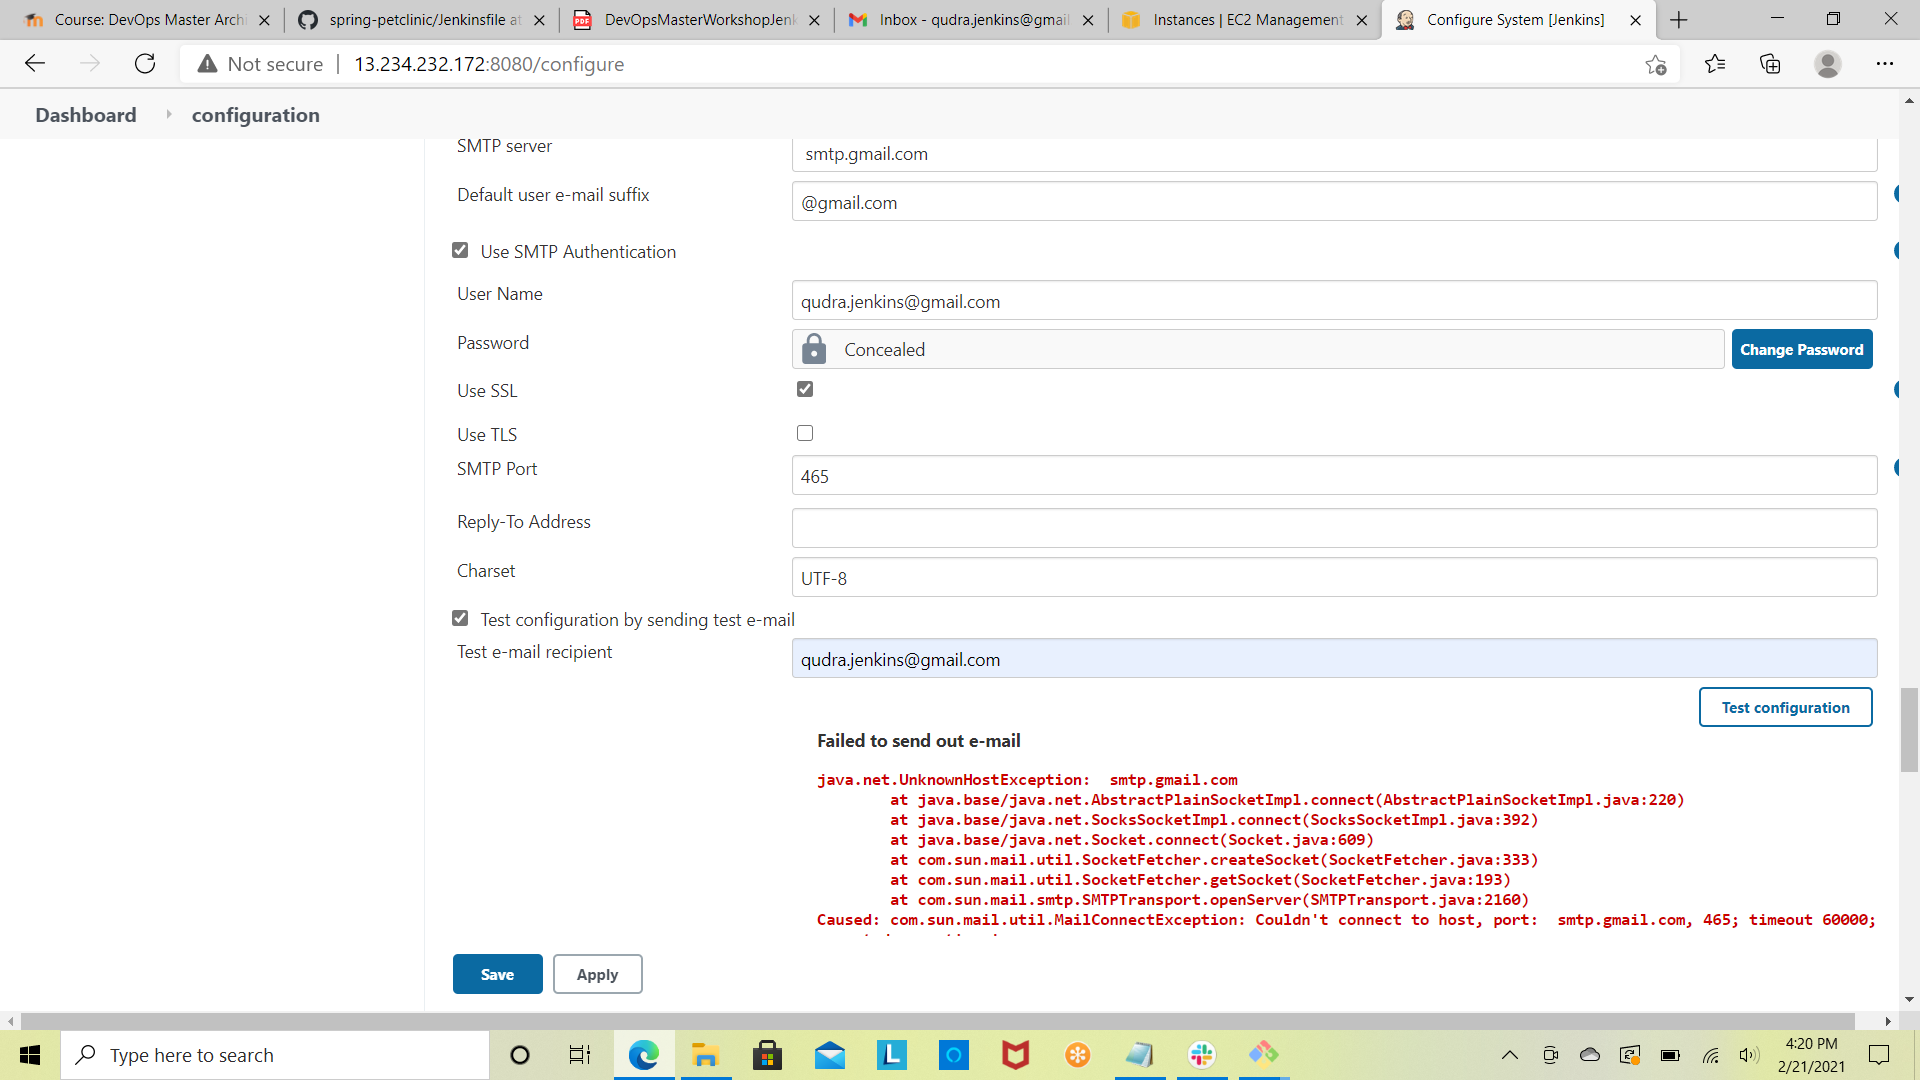 Course: DevOps Master Archi
spring-petclinic/Jenkinsfile at
DevOpsMasterWorkshopJenk
Inbox - qudra.jenkins@gmail
Instances | EC2 Management
Configure System [Jenkins]
Not secure | 13.234.232.172:8080/configure
Dashboard configuration
SMTP server smtp.gmail.com
Default user e-mail suffix @gmail.com
Use SMTP Authentication
User Name qudra.jenkins@gmail.com
Password Concealed Change Password
Use SSL
Use TLS
SMTP Port 465
Reply-To Address
Charset UTF-8
Test configuration by sending test e-mail
Test e-mail recipient qudra.jenkins@gmail.com
Test configuration
Failed to send out e-mail
java.net.UnknownHostException:  smtp.gmail.com
at java.base/java.net.AbstractPlainSocketImpl.connect(AbstractPlainSocketImpl.java:220)
at java.base/java.net.SocksSocketImpl.connect(SocksSocketImpl.java:392)
at java.base/java.net.Socket.connect(Socket.java:609)
at com.sun.mail.util.SocketFetcher.createSocket(SocketFetcher.java:333)
at com.sun.mail.util.SocketFetcher.getSocket(SocketFetcher.java:193)
at com.sun.mail.smtp.SMTPTransport.openServer(SMTPTransport.java:2160)
Caused: com.sun.mail.util.MailConnectException: Couldn't connect to host, port:  smtp.gmail.com, 465; timeout 60000;
Save Apply
Type here to search
4:20 PM
2/21/2021